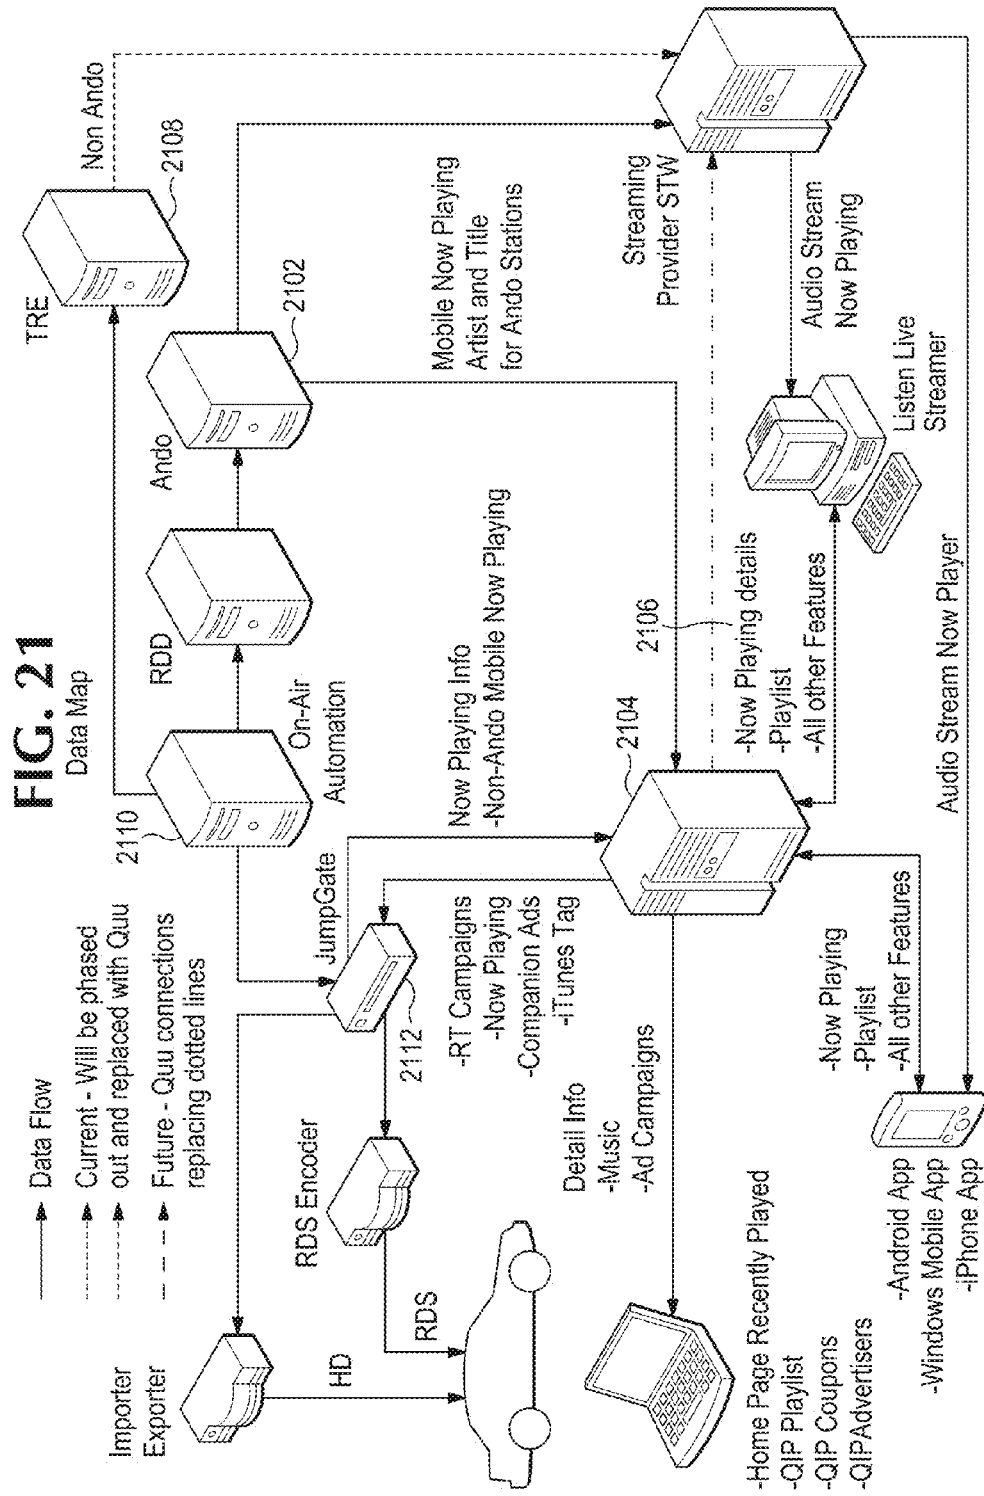 FIG. 21
Data Map
Data Flow
Current - Will be phased
out and replaced with Quu
Future - Quu connections
replacing dotted lines
Importer
Exporter
HD
RDS
RDS Encoder
2112
JumpGate
2110
On-Air
Automation
RDD
Ando
2102
TRE
2108
Non Ando
Now Playing Info
-Non-Ando Mobile Now Playing
Mobile Now Playing
Artist and Title
for Ando Stations
-RT Campaigns
-Now Playing
-Companion Ads
-iTunes Tag
2104
2106
Streaming
Provider STW
Detail Info
-Music
-Ad Campaigns
-Now Playing details
-Playlist
-All other Features
Audio Stream
Now Playing
Listen Live
Streamer
-Home Page Recently Played
-QIP Playlist
-QIP Coupons
-QIPAdvertisers
-Now Playing
-Playlist
-All other Features
Audio Stream Now Player
-Android App
-Windows Mobile App
-iPhone App